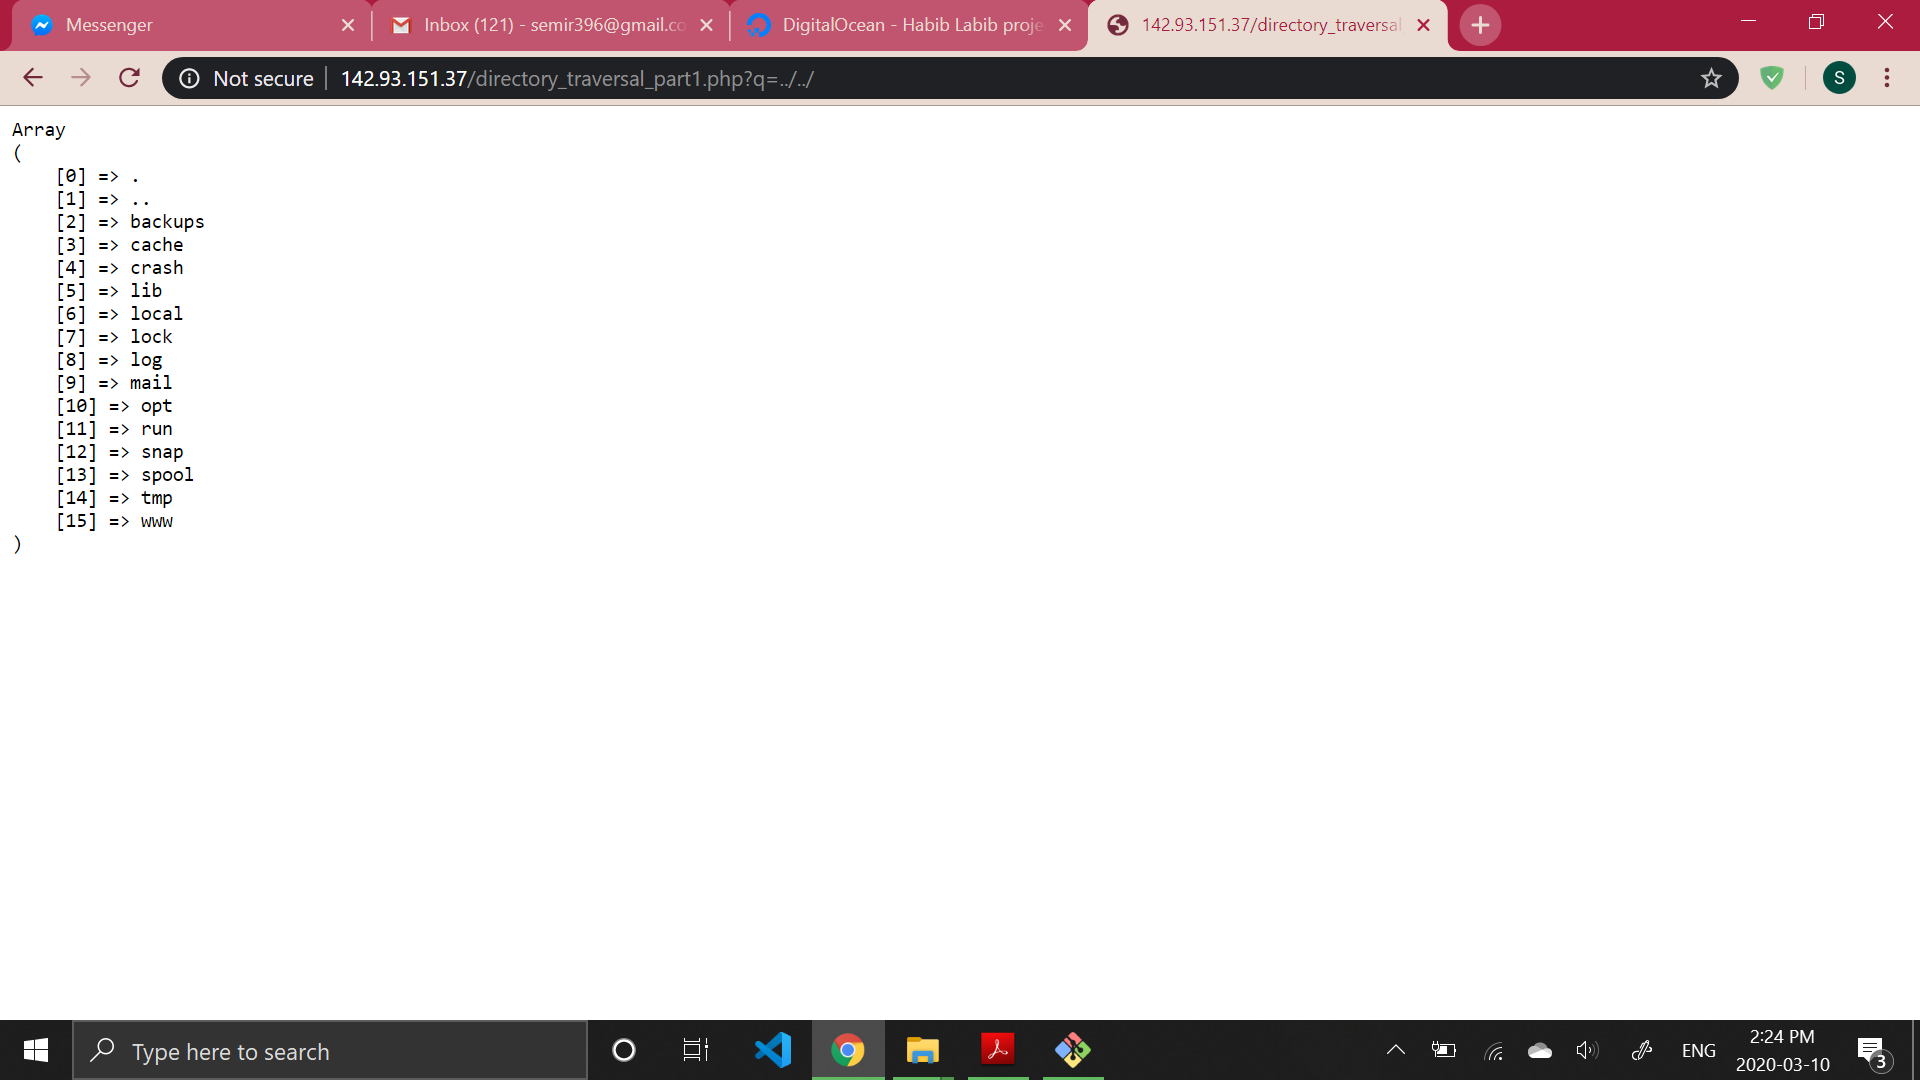 Messenger
Inbox (121) - semir396@gmail.co
DigitalOcean - Habib Labib proje
142.93.151.37/directory_traversal
Not secure
142.93.151.37/directory_traversal_part1.php?q=../../
S
Array
(
[0] => .
[1] => ..
[2] => backups
[3] => cache
[4] => crash
[5] => lib
[6] => local
[7] => lock
[8] => log
[9] => mail
[10] => opt
[11] => run
[12] => snap
[13] => spool
[14] => tmp
[15] => www
)
Type here to search
ENG
2:24 PM
2020-03-10
3